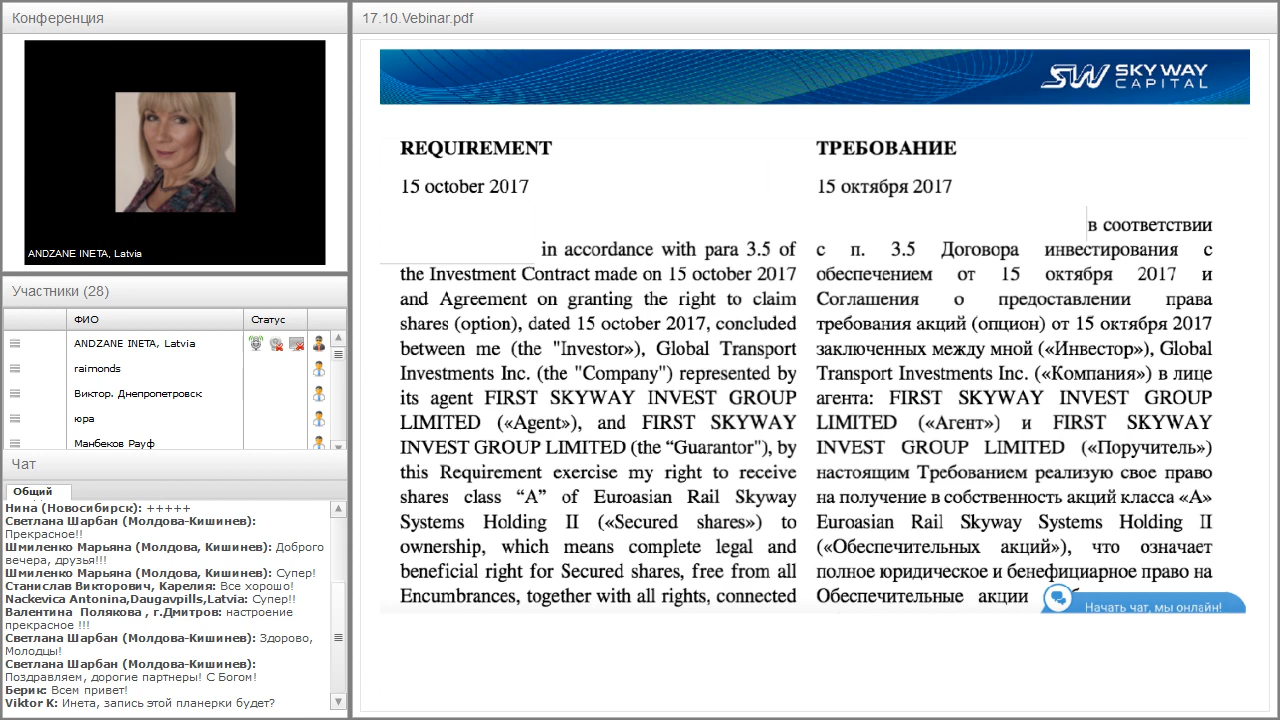 Конференция
ANDZANE INETA, Latvia
Участники (28)
ФИО Статус
ANDZANE INETA, Latvia
raimonds
Виктор. Днепропетровск
юра
Манбеков Рауф
Чат
Общий
Нина (Новосибирск): +++++
Светлана Шарбан (Молдова-Кишинев):
Прекрасное!!
Шмиленко Марьяна (Молдова, Кишинев): Доброго
вечера, друзья!!!
Шмиленко Марьяна (Молдова, Кишинев): Супер!
Станислав Викторович, Карелия: Все хорошо!
Nackevica Antonina,Daugavpills,Latvia: Супер!!
Валентина Полякова , г.Дмитров: настроение
прекрасное !!!
Светлана Шарбан (Молдова-Кишинев): Здорово,
Молодцы!
Светлана Шарбан (Молдова-Кишинев):
Поздравляем, дорогие партнеры! С Богом!
Берик: Всем привет!
Viktor K: Инета, запись этой планерки будет?
17.10.Vebinar.pdf
SW SKY WAY
CAPITAL
REQUIREMENT
15 october 2017
in accordance with para 3.5 of
the Investment Contract made on 15 october 2017
and Agreement on granting the right to claim
shares (option), dated 15 october 2017, concluded
between me (the "Investor»), Global Transport
Investments Inc. (the "Company") represented by
its agent FIRST SKYWAY INVEST GROUP
LIMITED («Agent»), and FIRST SKYWAY
INVEST GROUP LIMITED (the “Guarantor"), by
this Requirement exercise my right to receive
shares class “A” of Euroasian Rail Skyway
Systems Holding II («Secured shares») to
ownership, which means complete legal and
beneficial right for Secured shares, free from all
Encumbrances, together with all rights, connected
ТРЕБОВАНИЕ
15 октября 2017
в соответствии
с п. 3.5 Договора инвестирования с
обеспечением от 15 октября 2017 и
Соглашения о предоставлении права
требования акций (опцион) от 15 октября 2017
заключенных между мной («Инвестор»), Global
Transport Investments Inc. («Компания») в лице
агента: FIRST SKYWAY INVEST GROUP
LIMITED («Агент») и FIRST SKYWAY
INVEST GROUP LIMITED («Поручитель»)
настоящим Требованием реализую свое право
на получение в собственность акций класса «А»
Euroasian Rail Skyway Systems Holding II
(«Обеспечительных акций»), что означает
полное юридическое и бенефициарное право на
Обеспечительные акции
Начать чат, мы онлайн!